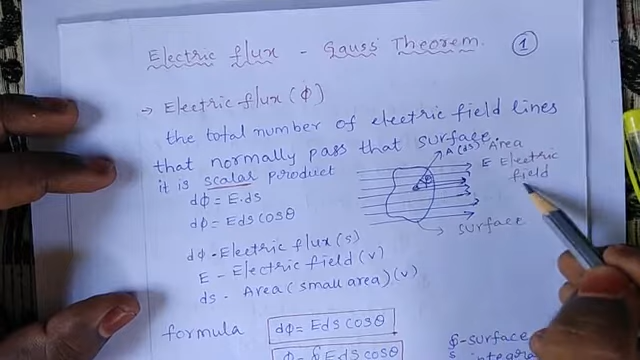 Electric flux - Gauss' Theorem. 1
→ Electric flux (ϕ)
the total number of electric field lines
that normally pass that surface.
it is scalar product
A (ds) Area
E Electric
field
θ
surface
dϕ = E.ds
dϕ = Eds cosθ
dϕ - Electric flux (s)
E - Electric field (v)
ds - Area (small area) (v)
formula dϕ = Eds cosθ
ϕ = ∮ Eds cosθ
∮ - surface
integra